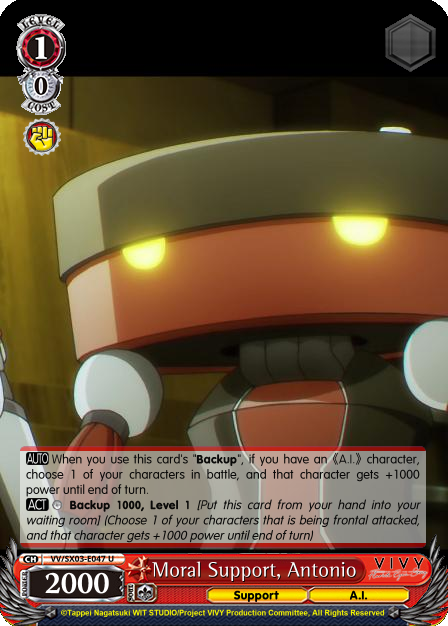 LEVEL
1
0
COST
AUTO When you use this card's "Backup", if you have an 《A.I.》 character,
choose 1 of your characters in battle, and that character gets +1000
power until end of turn.
ACT Backup 1000, Level 1 [Put this card from your hand into your
waiting room] (Choose 1 of your characters that is being frontal attacked,
and that character gets +1000 power until end of turn)
CH VV/SX03-E047 U
POWER 2000 SOUL Moral Support, Antonio VIVY
Support A.I.
©Tappei Nagatsuki WIT STUDIO/Project VIVY Production Committee, All Rights Reserved